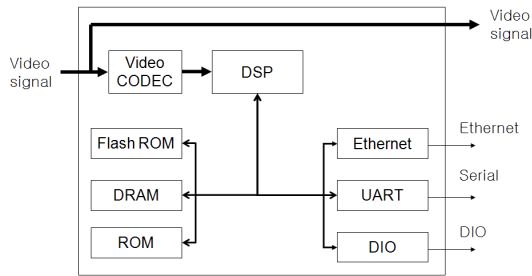 Video
signal
Video
signal
Video
CODEC
DSP
Flash ROM
DRAM
ROM
Ethernet
UART
DIO
Ethernet
Serial
DIO